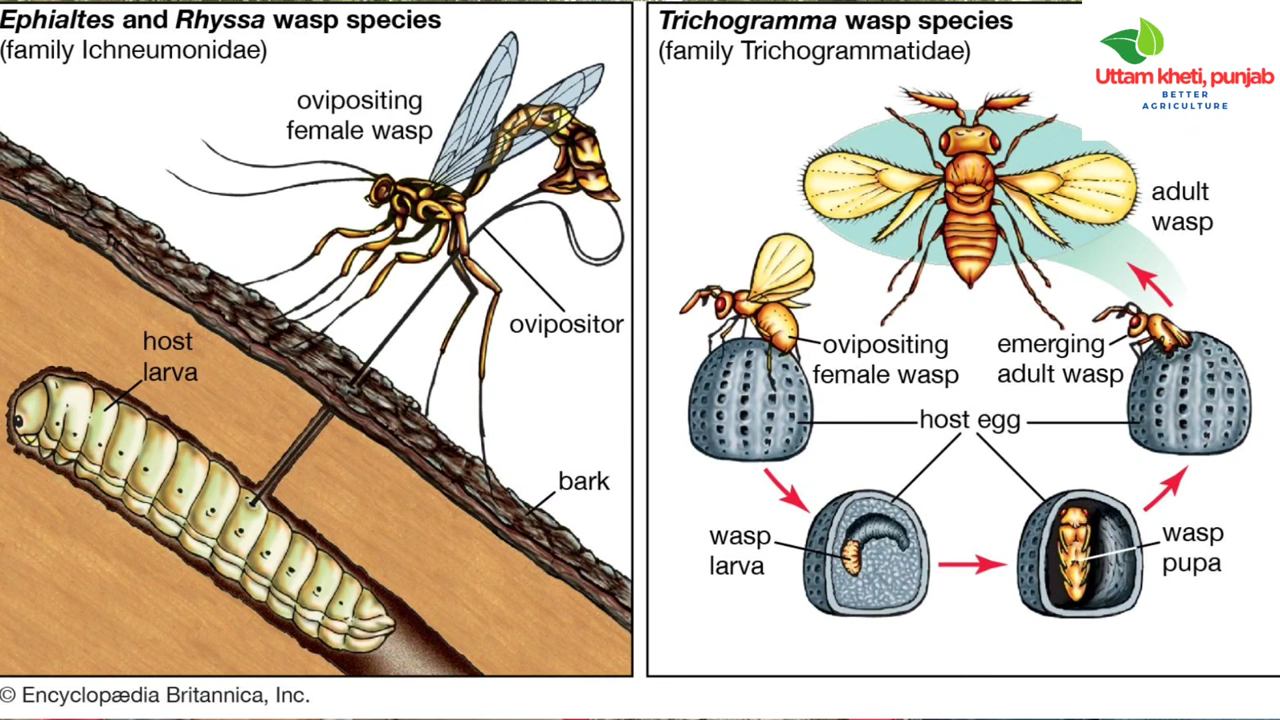 Ephialtes and Rhyssa wasp species
(family Ichneumonidae)
ovipositing
female wasp
ovipositor
host
larva
bark
Trichogramma wasp species
(family Trichogrammatidae)
Uttam kheti, punjab
BETTER
AGRICULTURE
adult
wasp
ovipositing
female wasp
emerging
adult wasp
host egg
wasp
larva
wasp
pupa
© Encyclopædia Britannica, Inc.